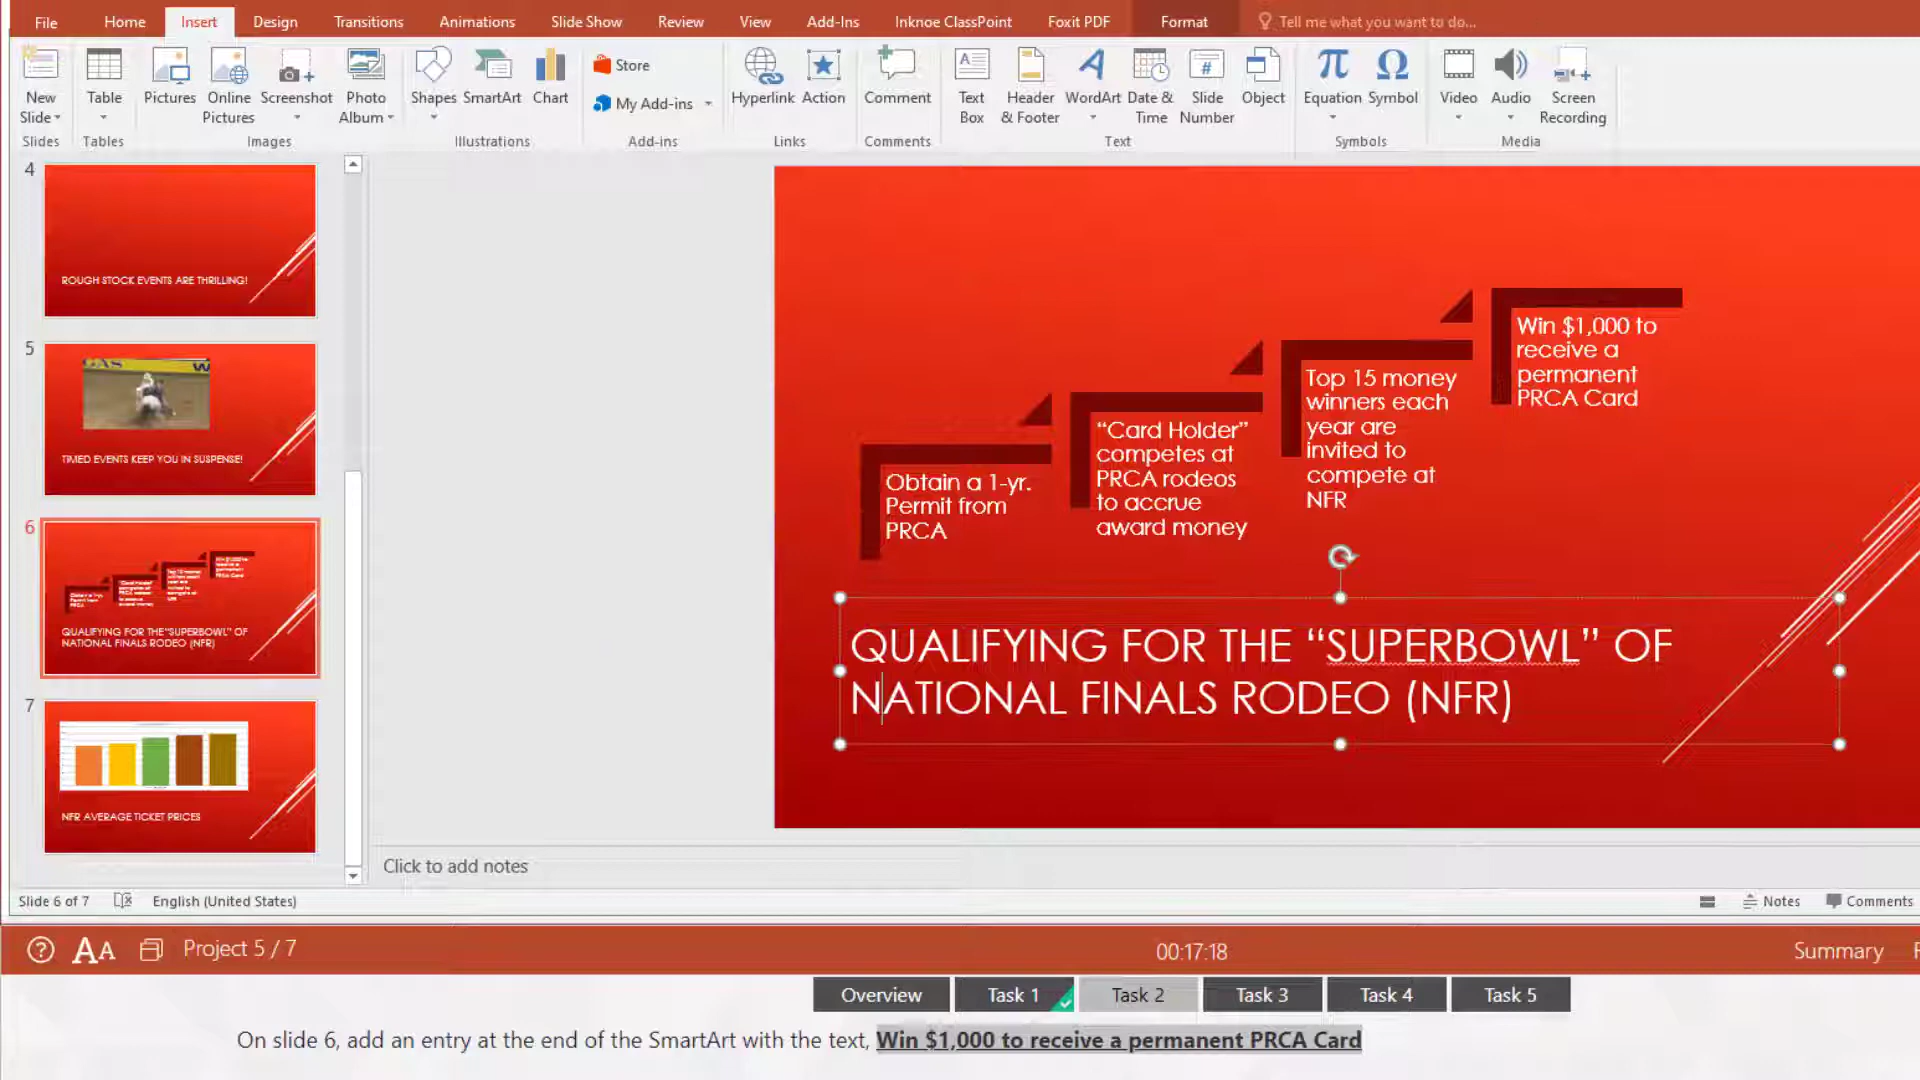 File Home Insert Design Transitions Animations Slide Show Review View Add-Ins Inknoe ClassPoint Foxit PDF Format Tell me what you want to do...
New Slide
Table
Pictures
Online Pictures
Screenshot
Photo Album
Shapes
SmartArt
Chart
Store
My Add-ins
Hyperlink
Action
Comment
Text Box
Header & Footer
WordArt
Date & Time
Slide Number
Object
Equation
Symbol
Video
Audio
Screen Recording
Slides Tables Images Illustrations Add-ins Links Comments Text Symbols Media
4
ROUGH STOCK EVENTS ARE THRILLING!
5
TIMED EVENTS KEEP YOU IN SUSPENSE!
6
QUALIFYING FOR THE “SUPERBOWL” OF
NATIONAL FINALS RODEO (NFR)
7
NFR AVERAGE TICKET PRICES
Obtain a 1-yr.
Permit from
PRCA
“Card Holder”
competes at
PRCA rodeos
to accrue
award money
Top 15 money
winners each
year are
invited to
compete at
NFR
Win $1,000 to
receive a
permanent
PRCA Card
QUALIFYING FOR THE “SUPERBOWL” OF
NATIONAL FINALS RODEO (NFR)
Click to add notes
Slide 6 of 7 English (United States) Notes Comments
Project 5 / 7 00:17:18 Summary
Overview Task 1 Task 2 Task 3 Task 4 Task 5
On slide 6, add an entry at the end of the SmartArt with the text, Win $1,000 to receive a permanent PRCA Card